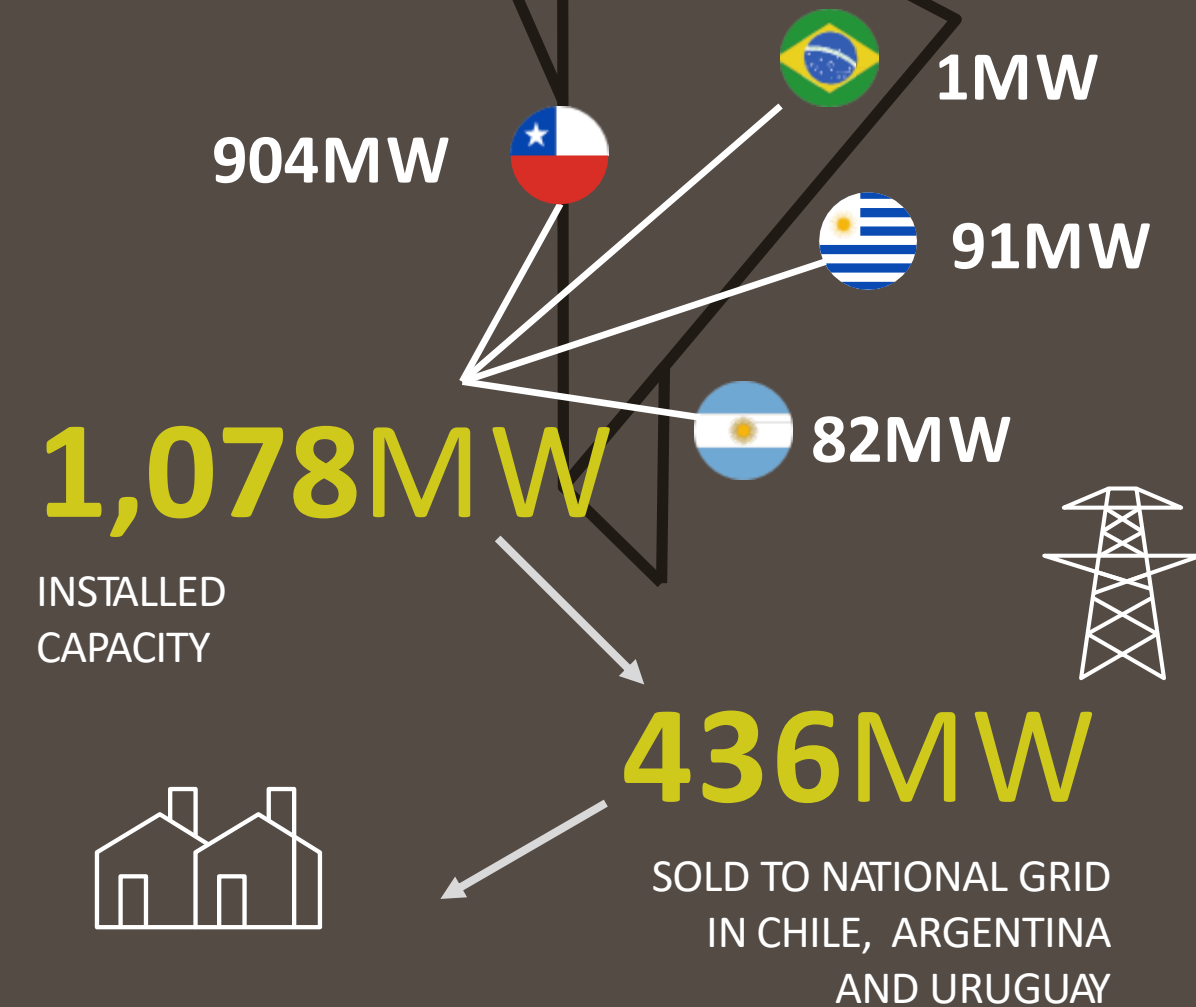 1MW
904MW
91MW
82MW
1,078MW
INSTALLED
CAPACITY
436MW
SOLD TO NATIONAL GRID
IN CHILE, ARGENTINA
AND URUGUAY